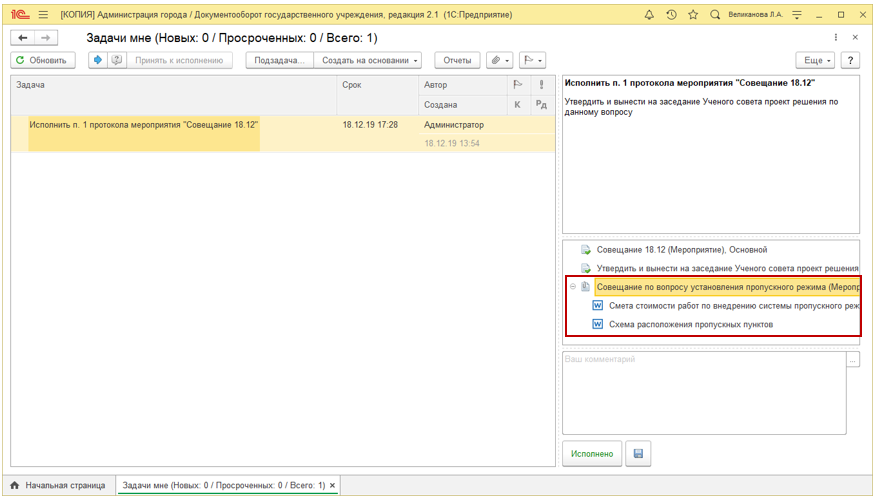 [КОПИЯ] Администрация города / Документооборот государственного учреждения, редакция 2.1 (1С:Предприятие)
Великанова Л.А.
Задачи мне (Новых: 0 / Просроченных: 0 / Всего: 1)
Обновить
Принять к исполнению
Подзадача...
Создать на основании
Отчеты
Еще
?
Задача
Срок
Автор
Создана
К
Рд
Исполнить п. 1 протокола мероприятия "Совещание 18.12"
18.12.19 17:28
Администратор
18.12.19 13:54
Исполнить п. 1 протокола мероприятия "Совещание 18.12"
Утвердить и вынести на заседание Ученого совета проект решения по
данному вопросу
Совещание 18.12 (Мероприятие), Основной
Утвердить и вынести на заседание Ученого совета проект решения
Совещание по вопросу установления пропускного режима (Меропр
Смета стоимости работ по внедрению системы пропускного реж
Схема расположения пропускных пунктов
Ваш комментарий
...
Исполнено
Начальная страница
Задачи мне (Новых: 0 / Просроченных: 0 / Всего: 1)